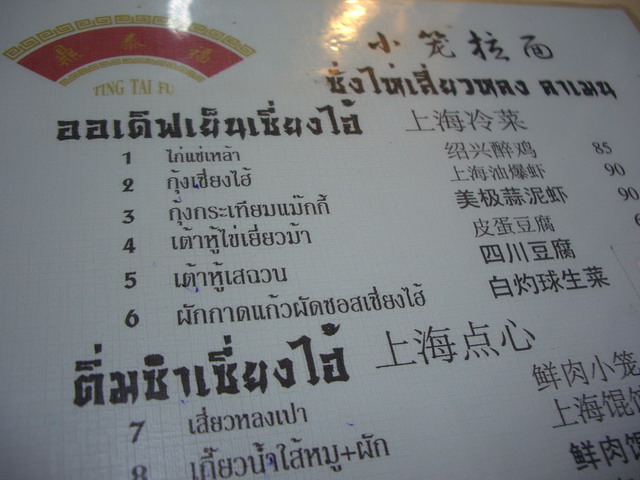 鼎泰福
TING TAI FU
小笼拉面
ซิ่งไห่เสี่ยวหลง ลาเมน
ออเดิฟเย็นเซี่ยงไฮ้ 上海冷菜
1 ไก่แช่เหล้า 绍兴醉鸡 85
2 กุ้งเซี่ยงไฮ้ 上海油爆虾 90
3 กุ้งกระเทียมแม๊กกี้ 美极蒜泥虾 90
4 เต้าหู้ไข่เยี่ยวม้า 皮蛋豆腐
5 เต้าหู้เสฉวน 四川豆腐
6 ผักกาดแก้วผัดซอสเซี่ยงไฮ้ 白灼球生菜
ติ่มซำเซี่ยงไฮ้ 上海点心
7 เสี่ยวหลงเปา 鲜肉小笼
8 เกี๊ยวน้ำใส้หมู+ผัก 上海馄饨
鲜肉馄